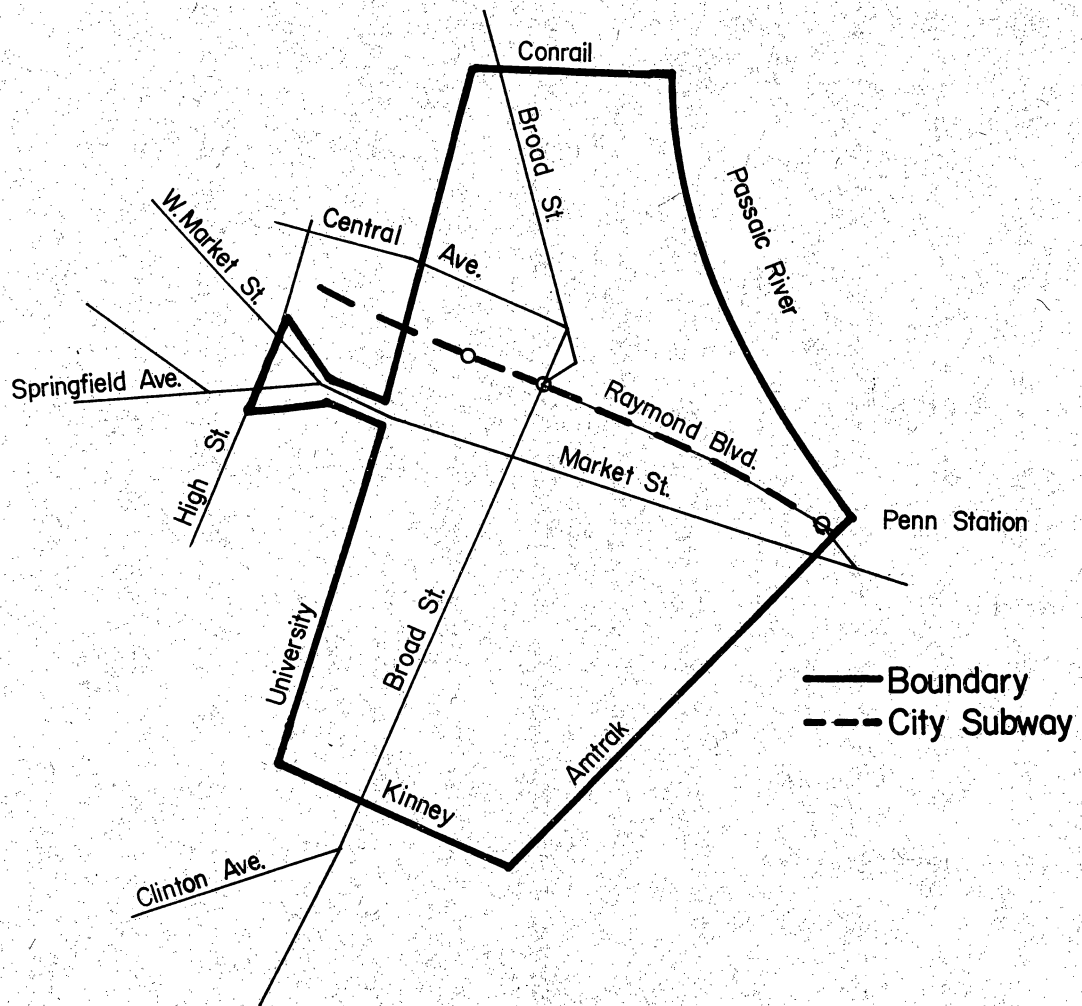 Conrail
Broad St.
Passaic River
W. Market St.
Central Ave.
Springfield Ave.
Raymond Blvd.
Market St.
High St.
Penn Station
University
Broad St.
Boundary
City Subway
Amtrak
Kinney
Clinton Ave.